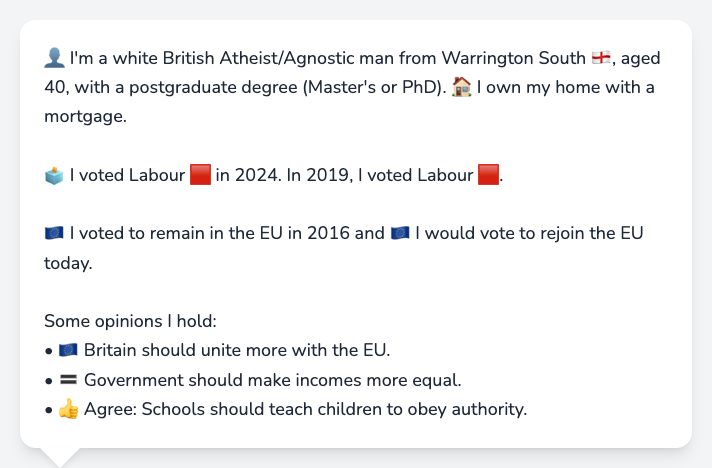 👤 I'm a white British Atheist/Agnostic man from Warrington South 🏴󠁧󠁢󠁥󠁮󠁧󠁿, aged
40, with a postgraduate degree (Master's or PhD). 🏠 I own my home with a
mortgage.
🗳️ I voted Labour 🟥 in 2024. In 2019, I voted Labour 🟥.
🇪🇺 I voted to remain in the EU in 2016 and 🇪🇺 I would vote to rejoin the EU
today.
Some opinions I hold:
• 🇪🇺 Britain should unite more with the EU.
• 🟰 Government should make incomes more equal.
• 👍 Agree: Schools should teach children to obey authority.